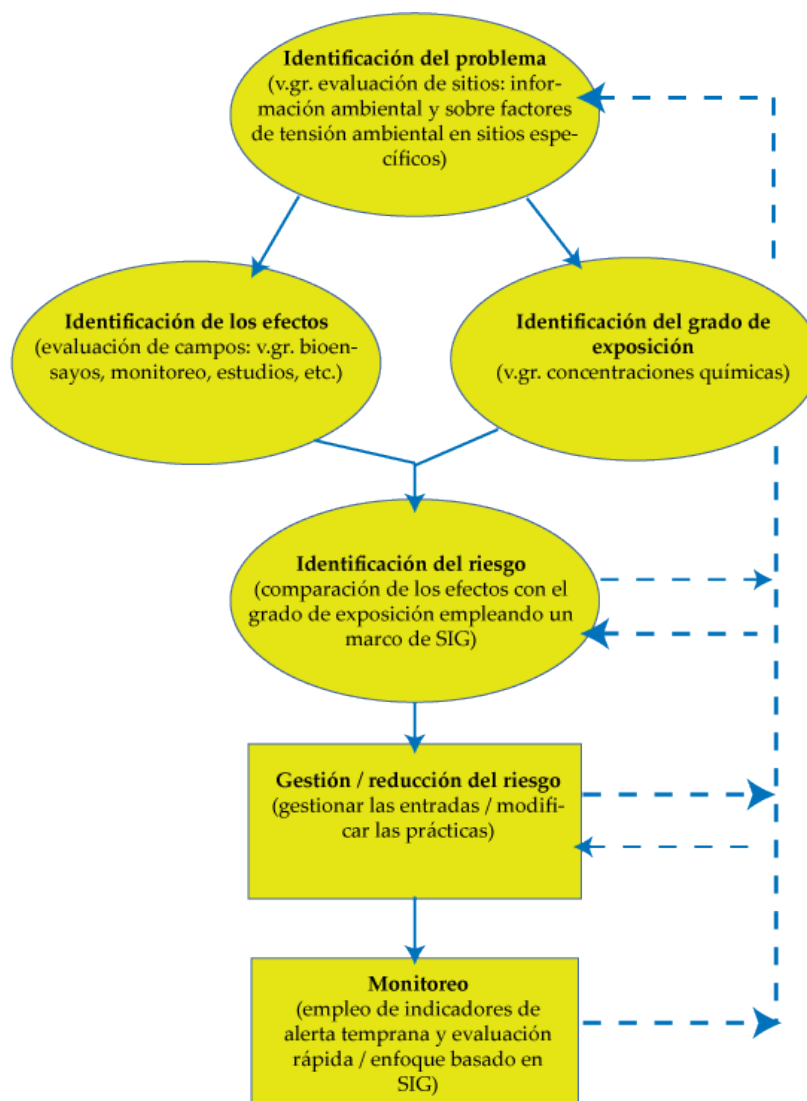 Identificación del problema
(v.gr. evaluación de sitios: infor-
mación ambiental y sobre factores
de tensión ambiental en sitios espe-
cíficos)
Identificación de los efectos
(evaluación de campos: v.gr. bioen-
sayos, monitoreo, estudios, etc.)
Identificación del grado de
exposición
(v.gr. concentraciones químicas)
Identificación del riesgo
(comparación de los efectos con el
grado de exposición empleando un
marco de SIG)
Gestión / reducción del riesgo
(gestionar las entradas / modifi-
car las prácticas)
Monitoreo
(empleo de indicadores de
alerta temprana y evaluación
rápida / enfoque basado en
SIG)